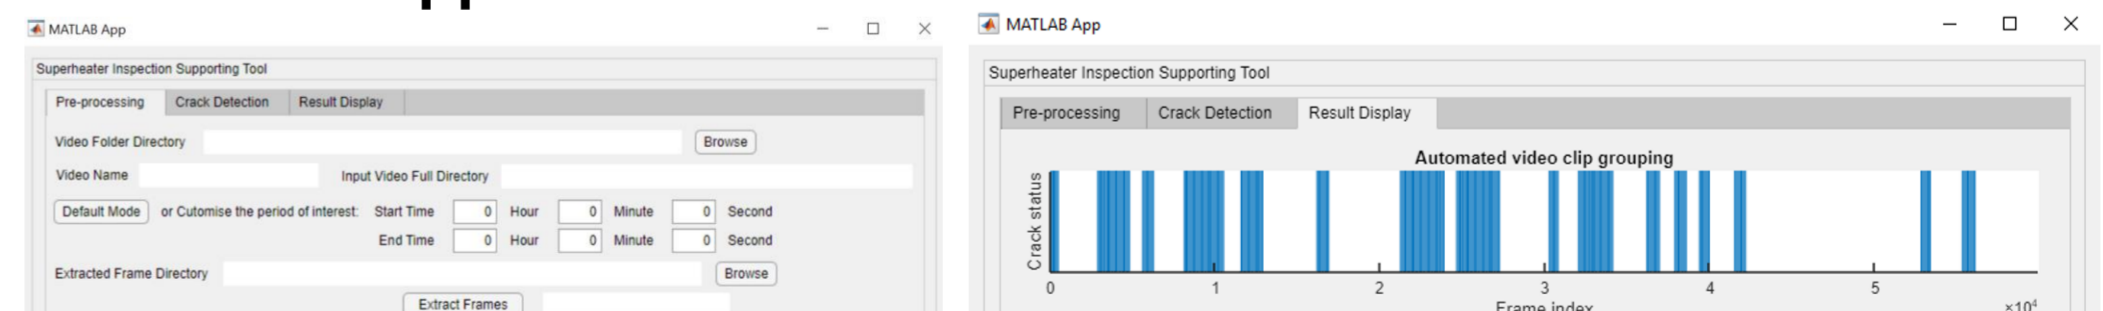 MATLAB App
Superheater Inspection Supporting Tool
Pre-processing Crack Detection Result Display
Video Folder Directory Browse
Video Name Input Video Full Directory
Default Mode or Cutomise the period of interest: Start Time 0 Hour 0 Minute 0 Second
End Time 0 Hour 0 Minute 0 Second
Extracted Frame Directory Browse
Extract Frames
MATLAB App
Superheater Inspection Supporting Tool
Pre-processing Crack Detection Result Display
Automated video clip grouping
Crack status
0 1 2 3 4 5
Frame index
×10⁴